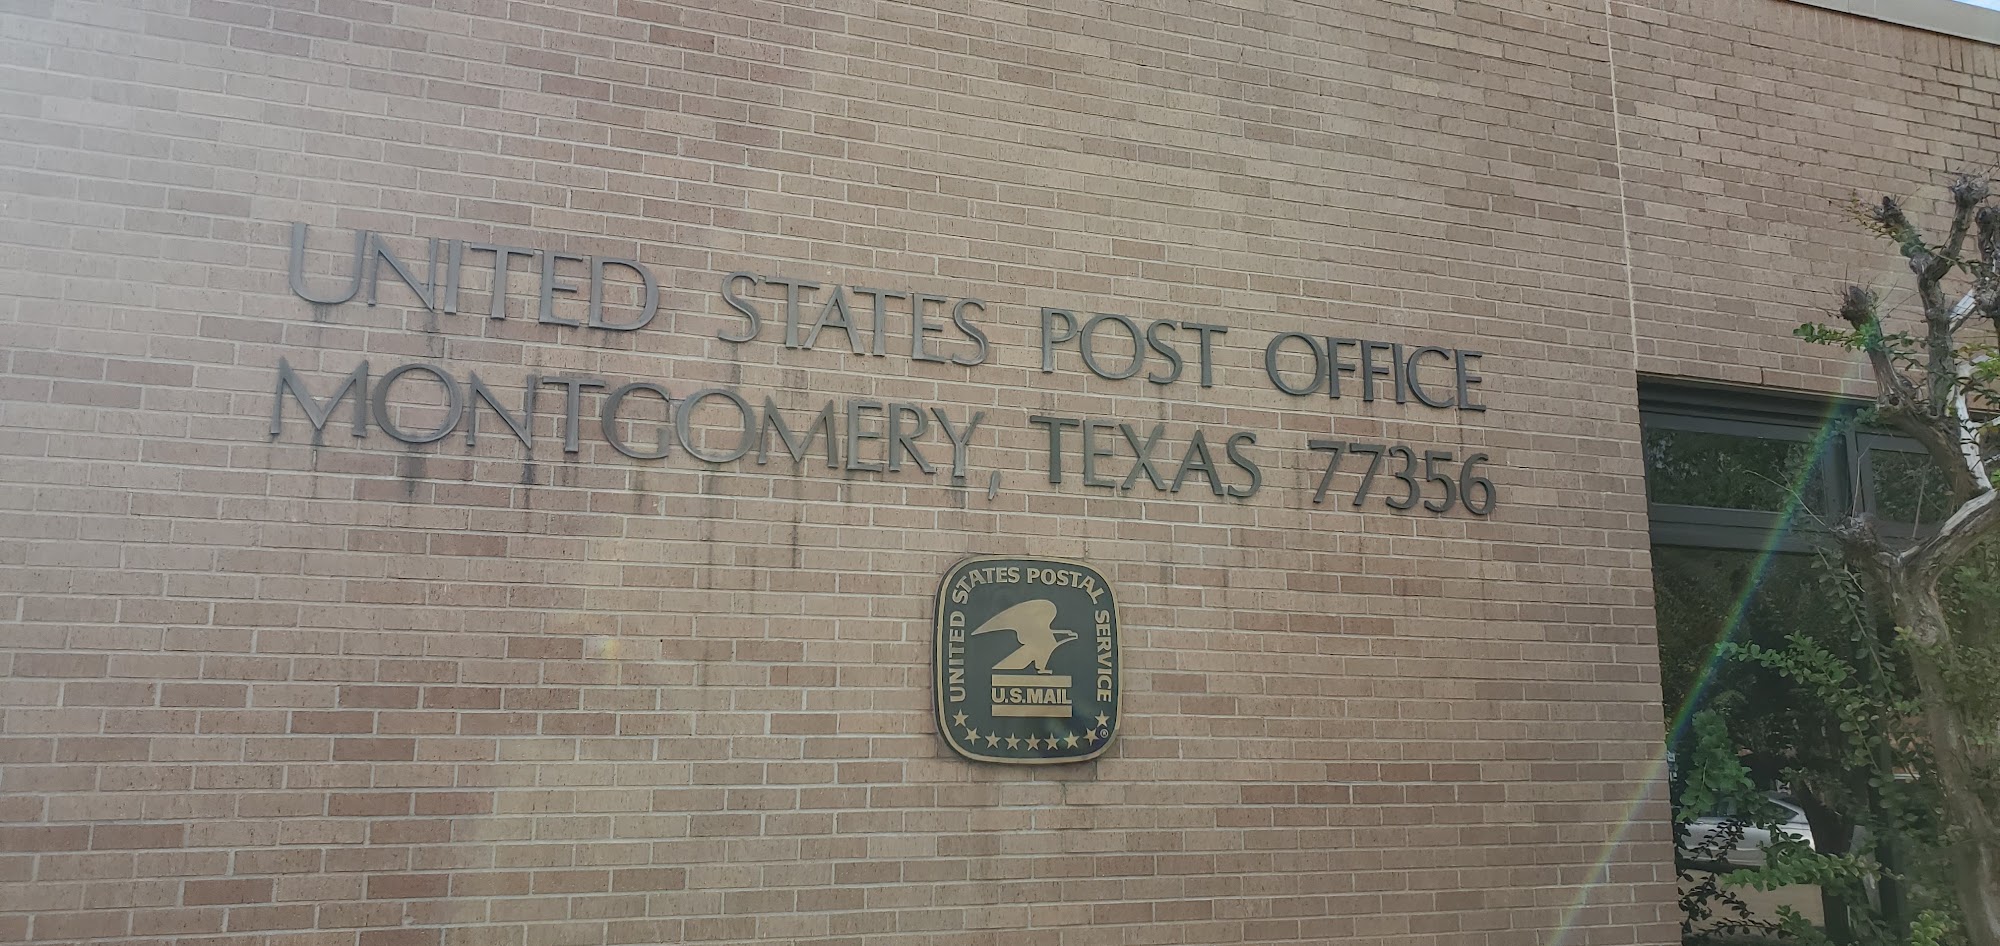 UNITED STATES POST OFFICE
MONTGOMERY, TEXAS 77356
UNITED STATES POSTAL SERVICE
U.S.MAIL
®